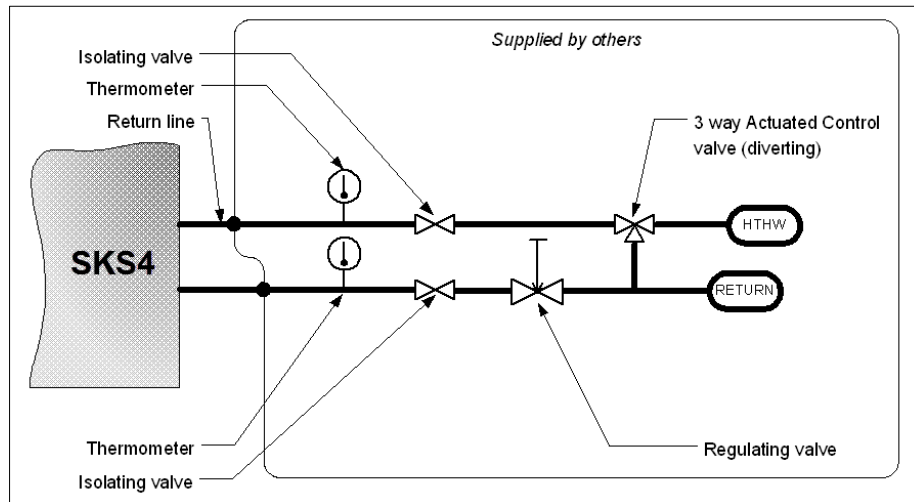 Supplied by others
Isolating valve
Thermometer
Return line
3 way Actuated Control
valve (diverting)
HTHW
SKS4
RETURN
Thermometer
Isolating valve
Regulating valve